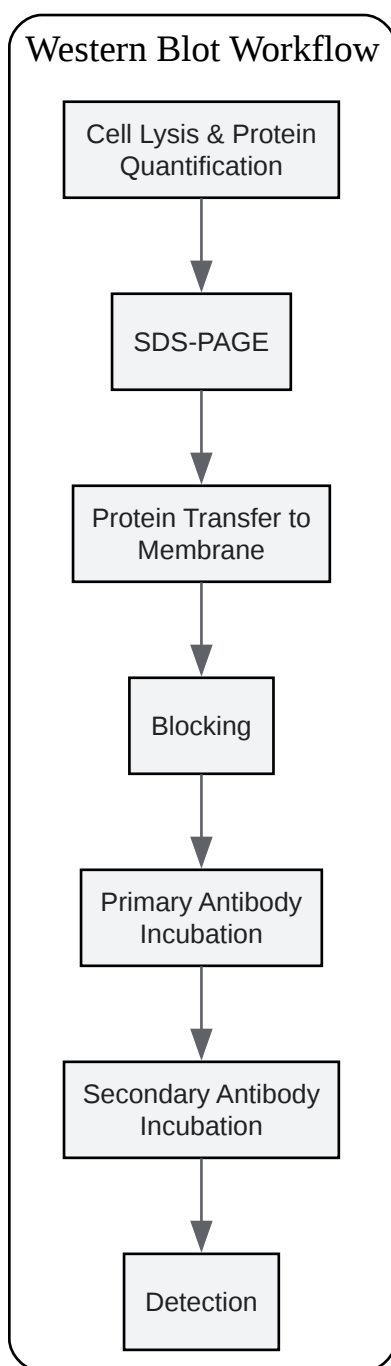 Western Blot Workflow
Cell Lysis & Protein
Quantification
SDS-PAGE
Protein Transfer to
Membrane
Blocking
Primary Antibody
Incubation
Secondary Antibody
Incubation
Detection